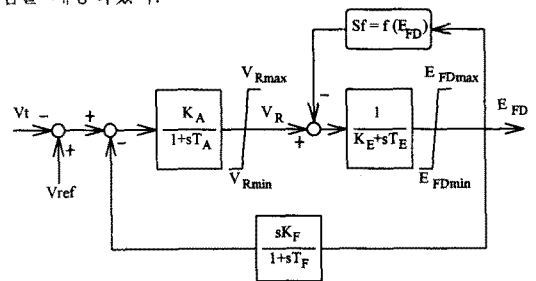 Sf = f (E_FD)
V_Rmax
E_FDmax
Vt − + + − K_A V_R − + 1 E_FD
1+sT_A K_E+sT_E
+
V_Rmin E_FDmin
Vref
sK_F
1+sT_F